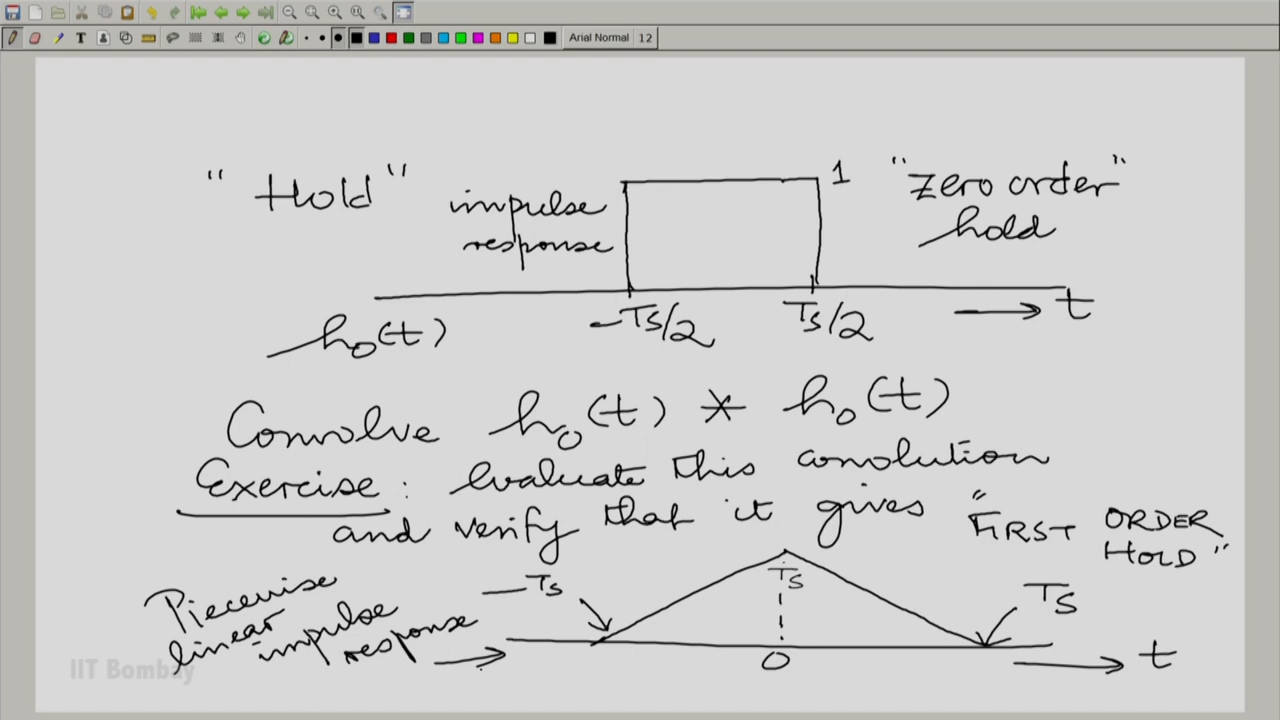 Arial Normal 12
"Hold" impulse response 1 "zero order" hold
-Ts/2 Ts/2 t
h0(t)
Convolve h0(t) * h0(t)
Exercise: evaluate this convolution
and verify that it gives "FIRST ORDER HOLD"
Piecewise linear impulse response
-Ts Ts Ts
0 t
IIT Bombay